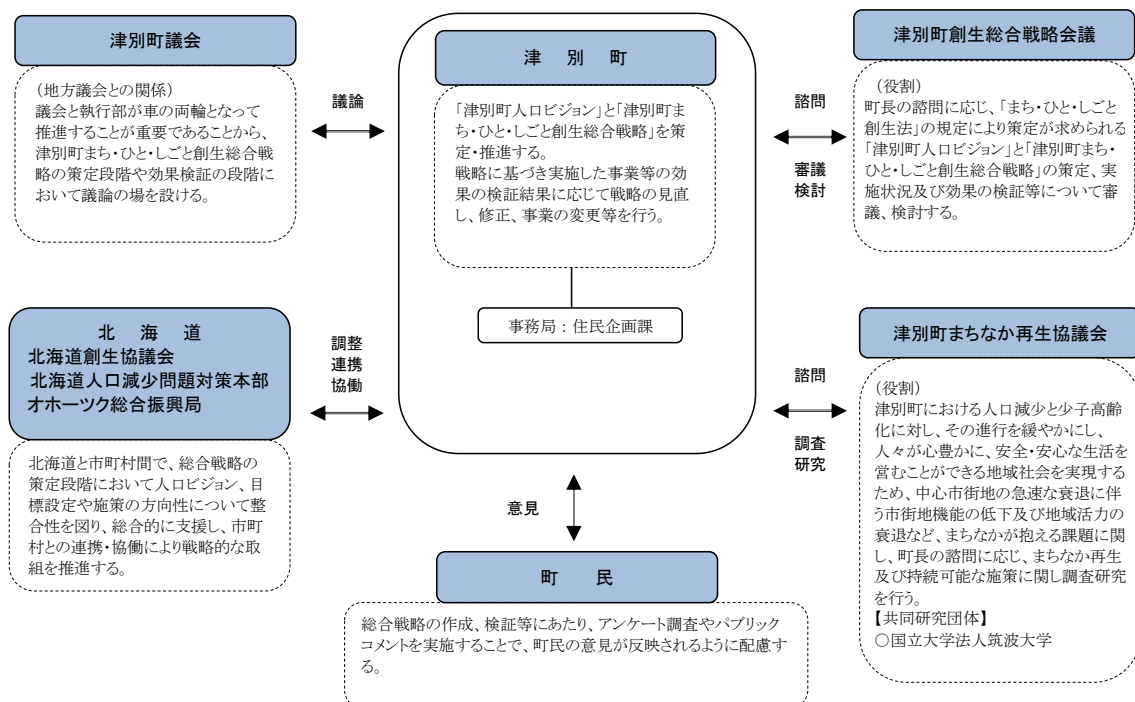 津別町議会
（地方議会との関係）
議会と執行部が車の両輪となって
推進することが重要であることから、
津別町まち・ひと・しごと創生総合戦
略の策定段階や効果検証の段階に
おいて議論の場を設ける。
議論
津　別　町
「津別町人口ビジョン」と「津別町ま
ち・ひと・しごと創生総合戦略」を策
定・推進する。
戦略に基づき実施した事業等の効
果の検証結果に応じて戦略の見直
し、修正、事業の変更等を行う。
事務局：住民企画課
諮問
審議
検討
津別町創生総合戦略会議
（役割）
町長の諮問に応じ、「まち・ひと・しごと
創生法」の規定により策定が求められる
「津別町人口ビジョン」と「津別町まち・
ひと・しごと創生総合戦略」の策定、実
施状況及び効果の検証等について審
議、検討する。
北　海　道
北海道創生協議会
北海道人口減少問題対策本部
オホーツク総合振興局
北海道と市町村間で、総合戦略の
策定段階において人口ビジョン、目
標設定や施策の方向性について整
合性を図り、総合的に支援し、市町
村との連携・協働により戦略的な取
組を推進する。
調整
連携
協働
諮問
調査
研究
津別町まちなか再生協議会
（役割）
津別町における人口減少と少子高齢
化に対し、その進行を緩やかにし、
人々が心豊かに、安全・安心な生活を
営むことができる地域社会を実現する
ため、中心市街地の急速な衰退に伴
う市街地機能の低下及び地域活力の
衰退など、まちなかが抱える課題に関
し、町長の諮問に応じ、まちなか再生
及び持続可能な施策に関し調査研究
を行う。
【共同研究団体】
○国立大学法人筑波大学
意見
町　民
総合戦略の作成、検証等にあたり、アンケート調査やパブリック
コメントを実施することで、町民の意見が反映されるように配慮す
る。